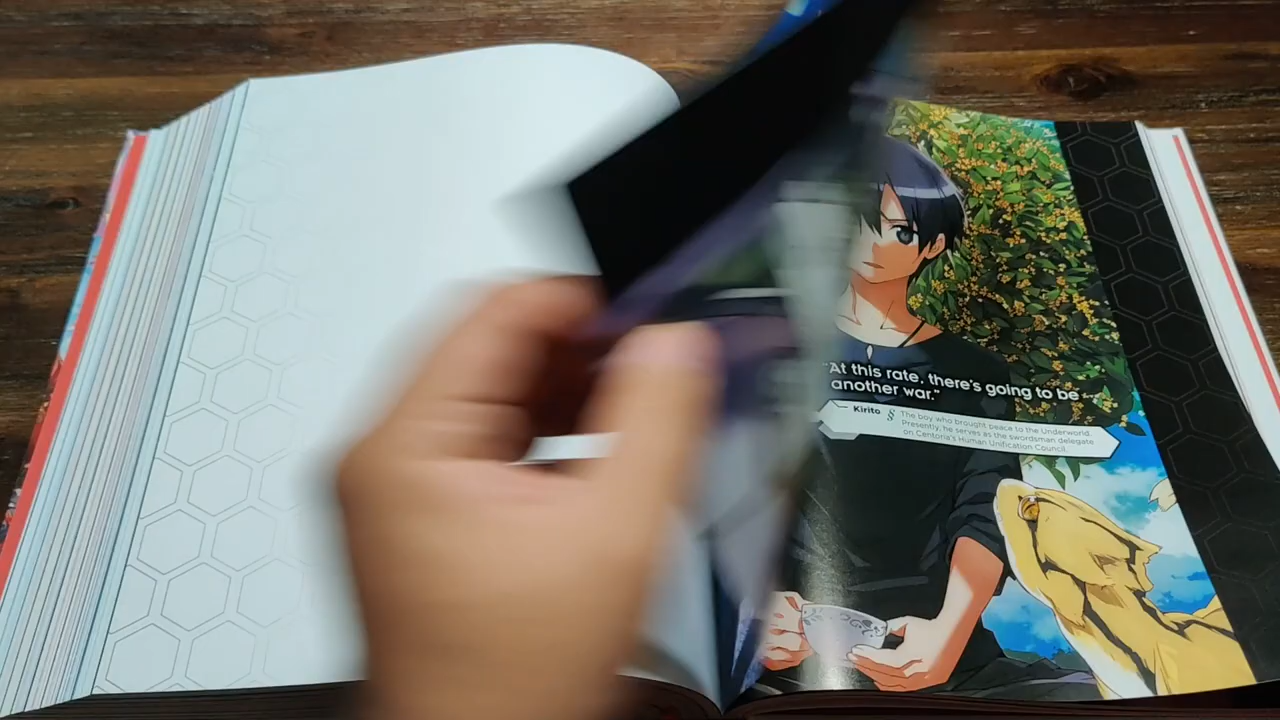 "At this rate, there's going to be
another war."
Kirito § The boy who brought peace to the Underworld.
Presently, he serves as the swordsman delegate
on Centoria's Human Unification Council.